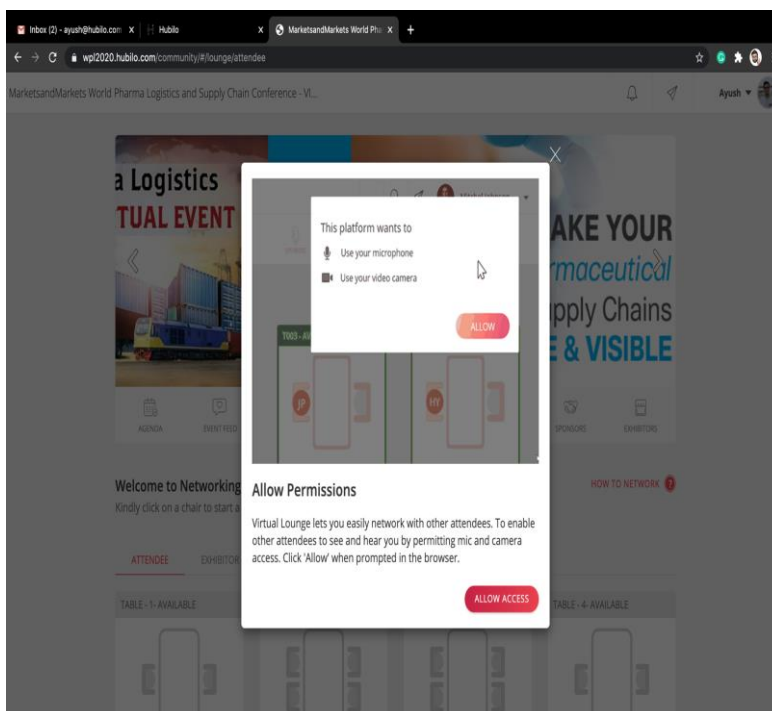 Inbox (2) - ayush@hubilo.com
Hubilo
MarketsandMarkets World Pha
wpl2020.hubilo.com/community/#/lounge/attendee
MarketsandMarkets World Pharma Logistics and Supply Chain Conference - Vi...
Ayush
a Logistics
TUAL EVENT
AKE YOUR
rmaceutical
pply Chains
E & VISIBLE
This platform wants to
Use your microphone
Use your video camera
ALLOW
T003 - AV
JP
HY
AGENDA
EVENT FEED
SPONSORS
EXHIBITORS
Welcome to Networking
Kindly click on a chair to start a
HOW TO NETWORK ?
Allow Permissions
Virtual Lounge lets you easily network with other attendees. To enable
other attendees to see and hear you by permitting mic and camera
access. Click 'Allow' when prompted in the browser.
ATTENDEE
EXHIBITOR
ALLOW ACCESS
TABLE - 1- AVAILABLE
TABLE - 4- AVAILABLE